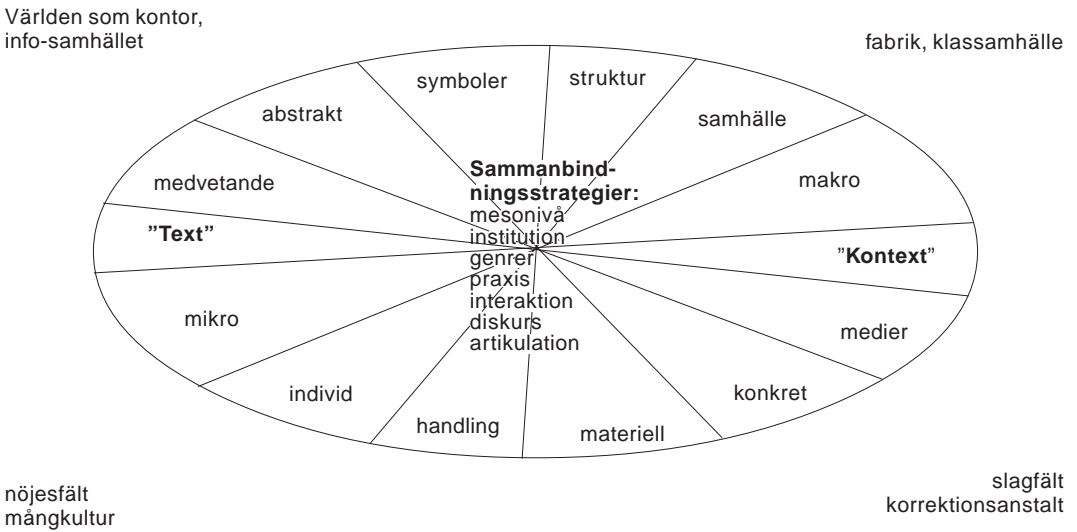 Världen som kontor,
info-samhället
fabrik, klassamhälle
symboler
struktur
abstrakt
samhälle
medvetande
makro
"Text"
"Kontext"
Sammanbind-
ningsstrategier:
mesonivå
institution
genrer
praxis
interaktion
diskurs
artikulation
mikro
medier
individ
konkret
handling
materiell
nöjesfält
mångkultur
slagfält
korrektionsanstalt